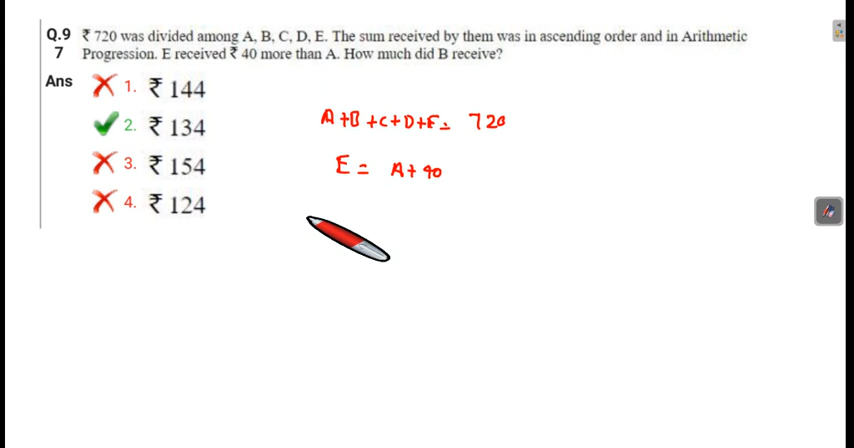 Q.9 ₹ 720 was divided among A, B, C, D, E. The sum received by them was in ascending order and in Arithmetic
7 Progression. E received ₹ 40 more than A. How much did B receive?
Ans 1. ₹ 144
2. ₹ 134
3. ₹ 154
4. ₹ 124
A+B+C+D+E= 720
E = A+40